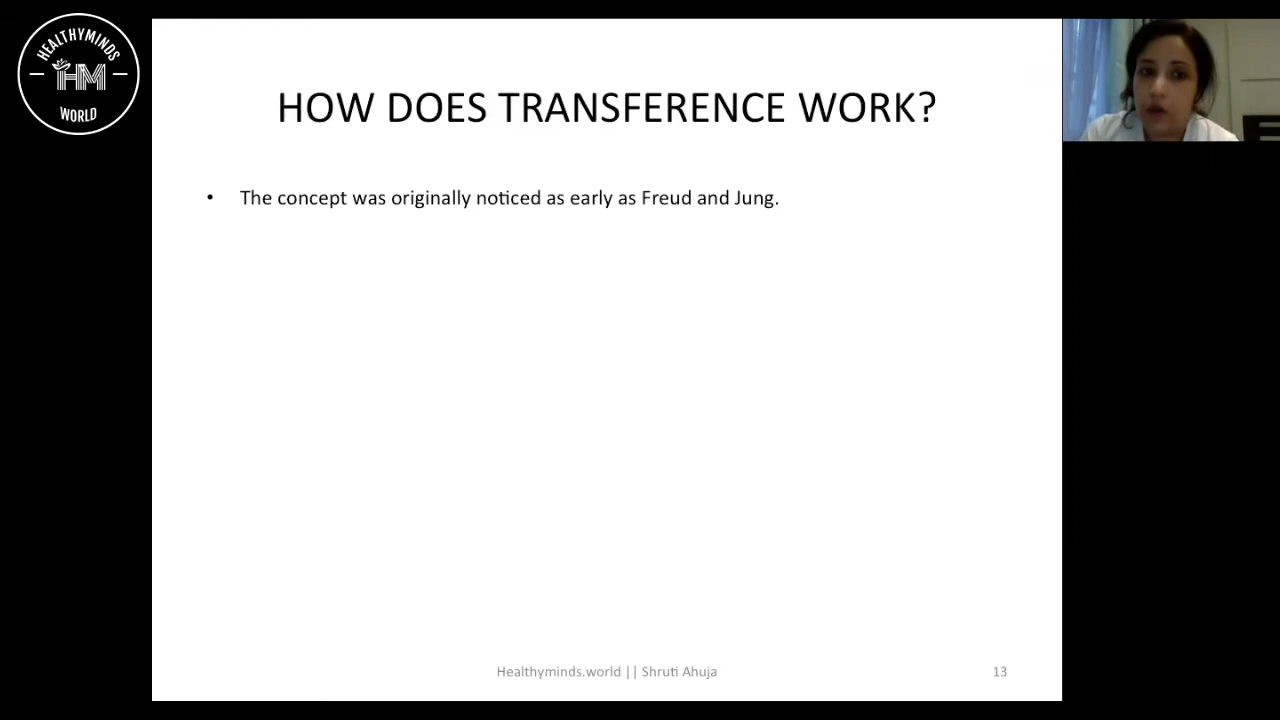 HEALTHYMINDS
HM
WORLD
HOW DOES TRANSFERENCE WORK?
• The concept was originally noticed as early as Freud and Jung.
Healthyminds.world || Shruti Ahuja
13